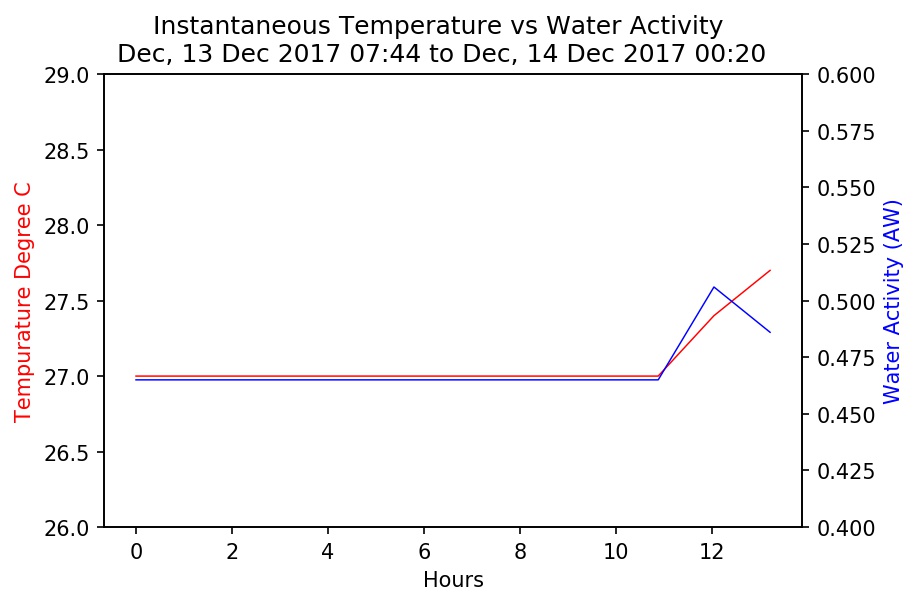 Instantaneous Temperature vs Water Activity
Dec, 13 Dec 2017 07:44 to Dec, 14 Dec 2017 00:20
29.0
28.5
28.0
27.5
27.0
26.5
26.0
Tempurature Degree C
0.600
0.575
0.550
0.525
0.500
0.475
0.450
0.425
0.400
Water Activity (AW)
0 2 4 6 8 10 12
Hours